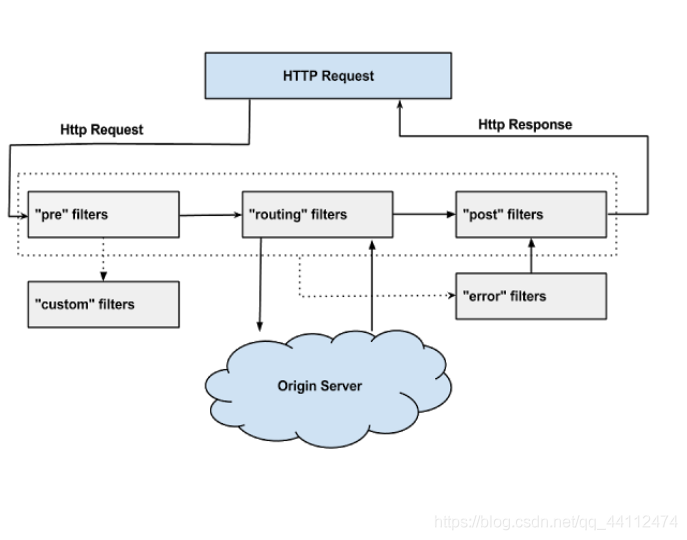 HTTP Request
Http Request
Http Response
"pre" filters
"routing" filters
"post" filters
"custom" filters
"error" filters
Origin Server
https://blog.csdn.net/qq_44112474